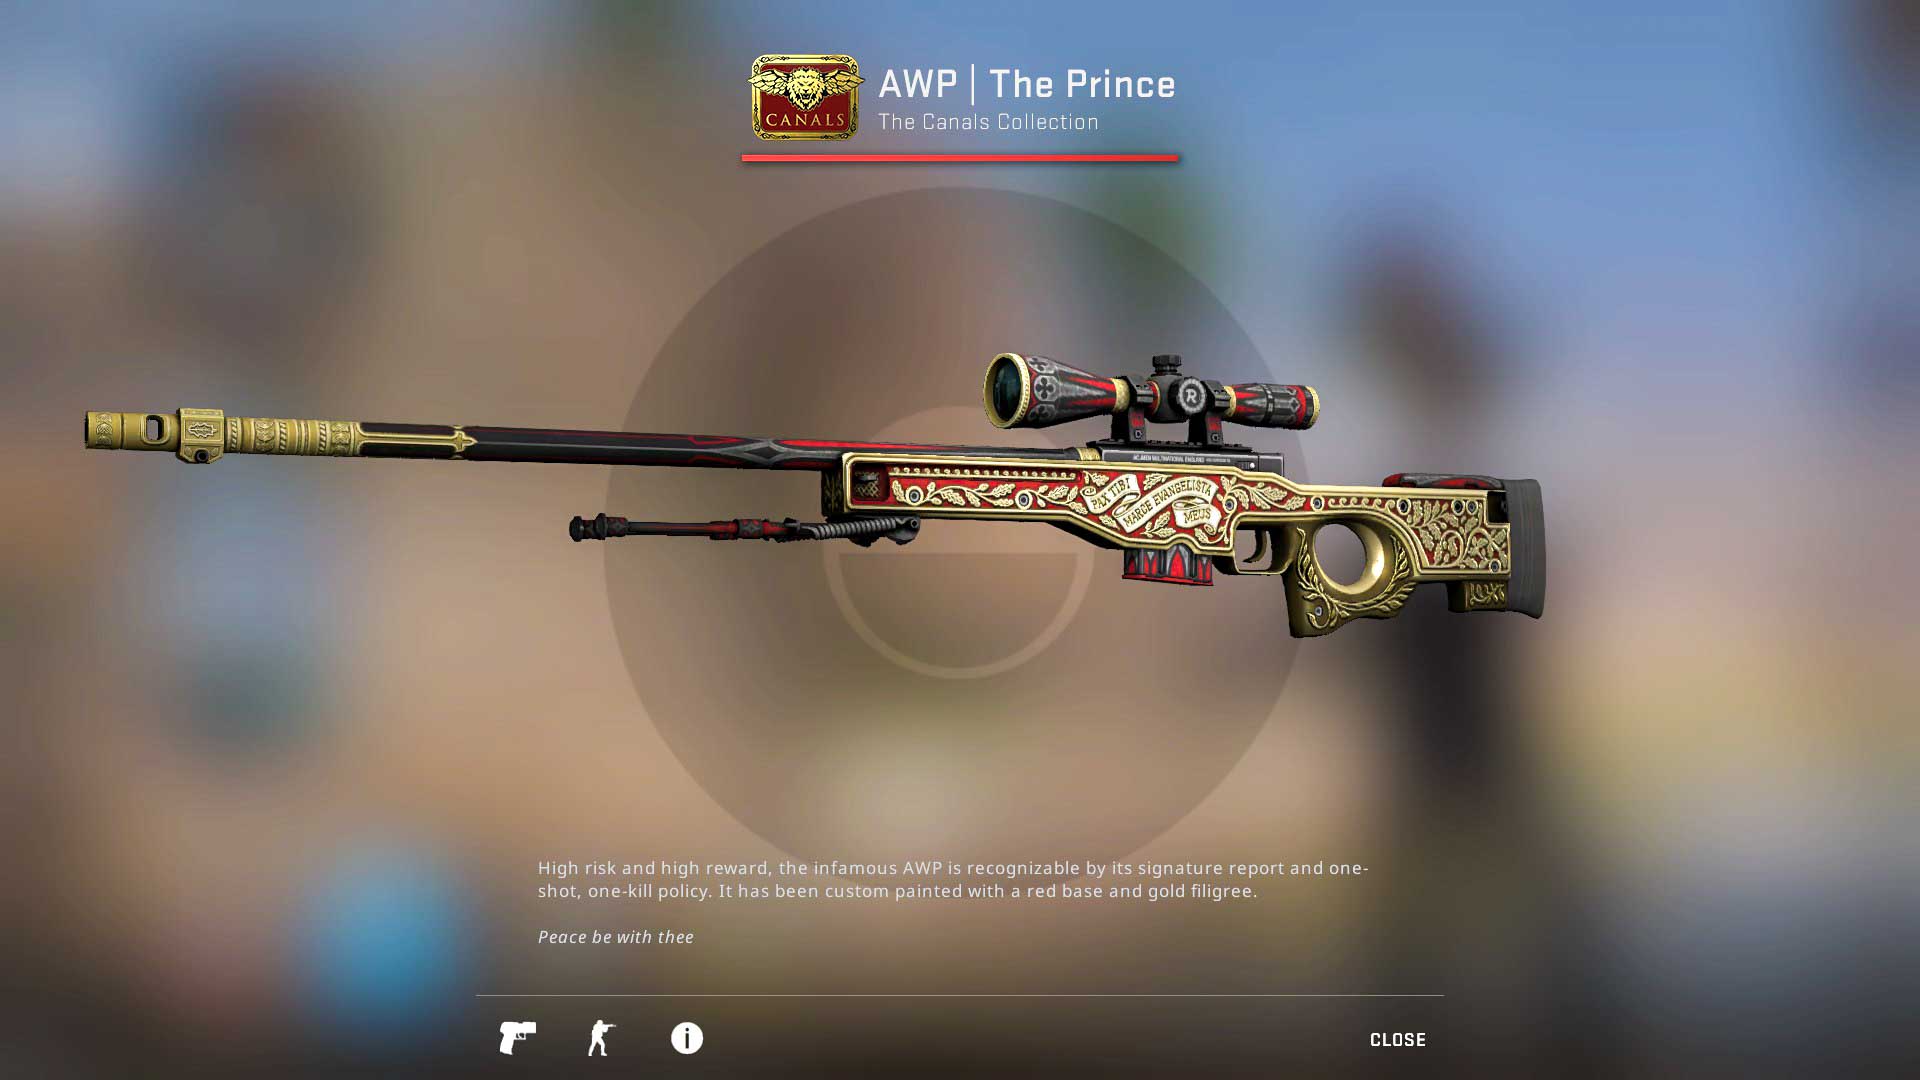 CANALS
AWP | The Prince
The Canals Collection
R
PAX TIBI
MARCE EVANGELISTA
MEUS
High risk and high reward, the infamous AWP is recognizable by its signature report and one-
shot, one-kill policy. It has been custom painted with a red base and gold filigree.
Peace be with thee
CLOSE